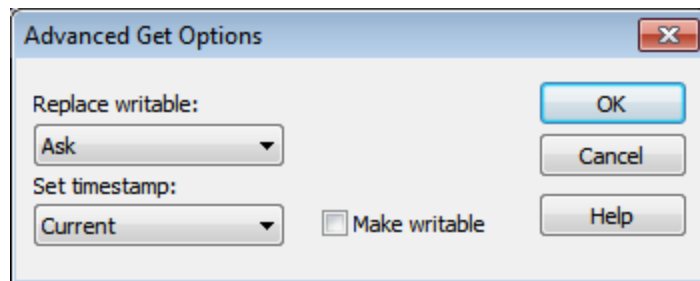 Advanced Get Options
Replace writable:
OK
Ask
Cancel
Set timestamp:
Current
Make writable
Help